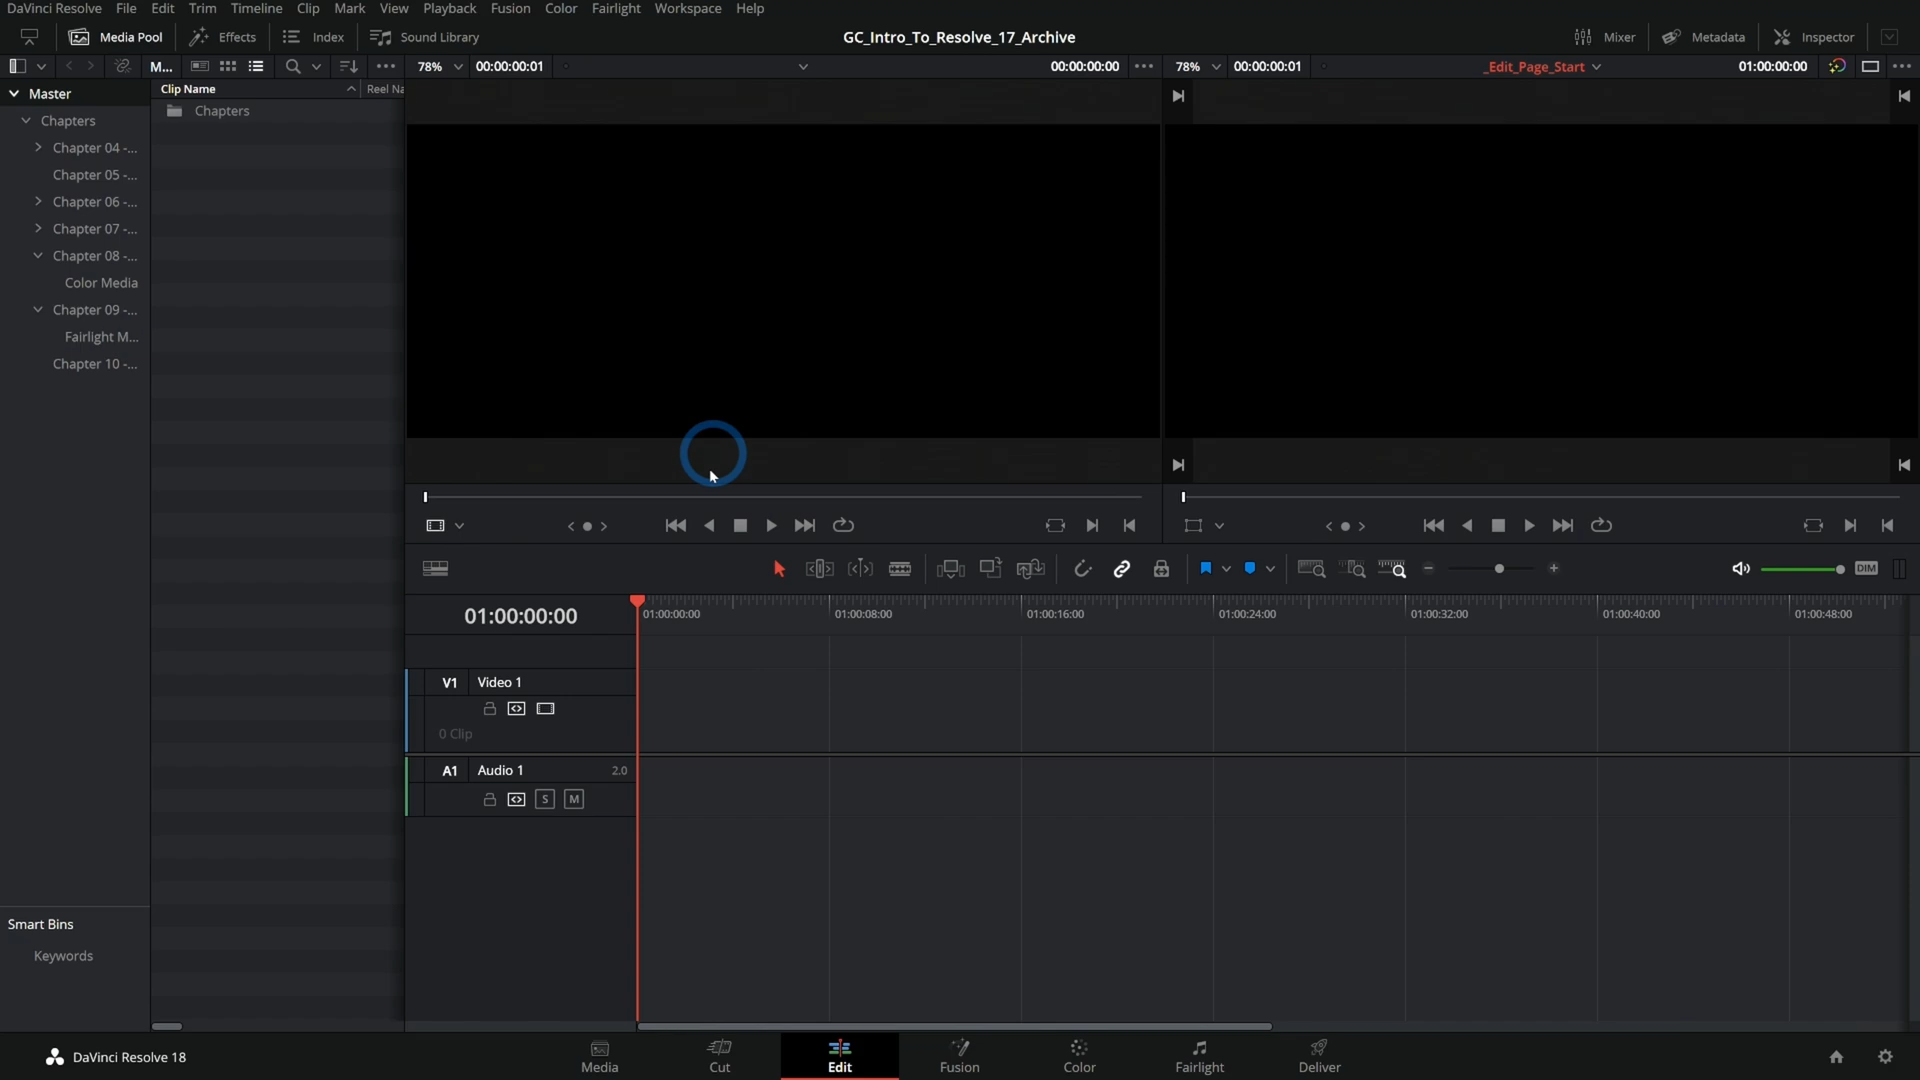 DaVinci Resolve File Edit Trim Timeline Clip Mark View Playback Fusion Color Fairlight Workspace Help
Media Pool Effects Index Sound Library GC_Intro_To_Resolve_17_Archive Mixer Metadata Inspector
M... 78% 00:00:00:01 00:00:00:00 78% 00:00:00:01 _Edit_Page_Start 01:00:00:00
Master
Clip Name Reel Na
Chapters
Chapters
Chapter 04 -...
Chapter 05 -...
Chapter 06 -...
Chapter 07 -...
Chapter 08 -...
Color Media
Chapter 09 -...
Fairlight M...
Chapter 10 -...
DIM
01:00:00:00
01:00:00:00 01:00:08:00 01:00:16:00 01:00:24:00 01:00:32:00 01:00:40:00 01:00:48:00
V1 Video 1
0 Clip
A1 Audio 1 2.0
S M
Smart Bins
Keywords
DaVinci Resolve 18
Media Cut Edit Fusion Color Fairlight Deliver